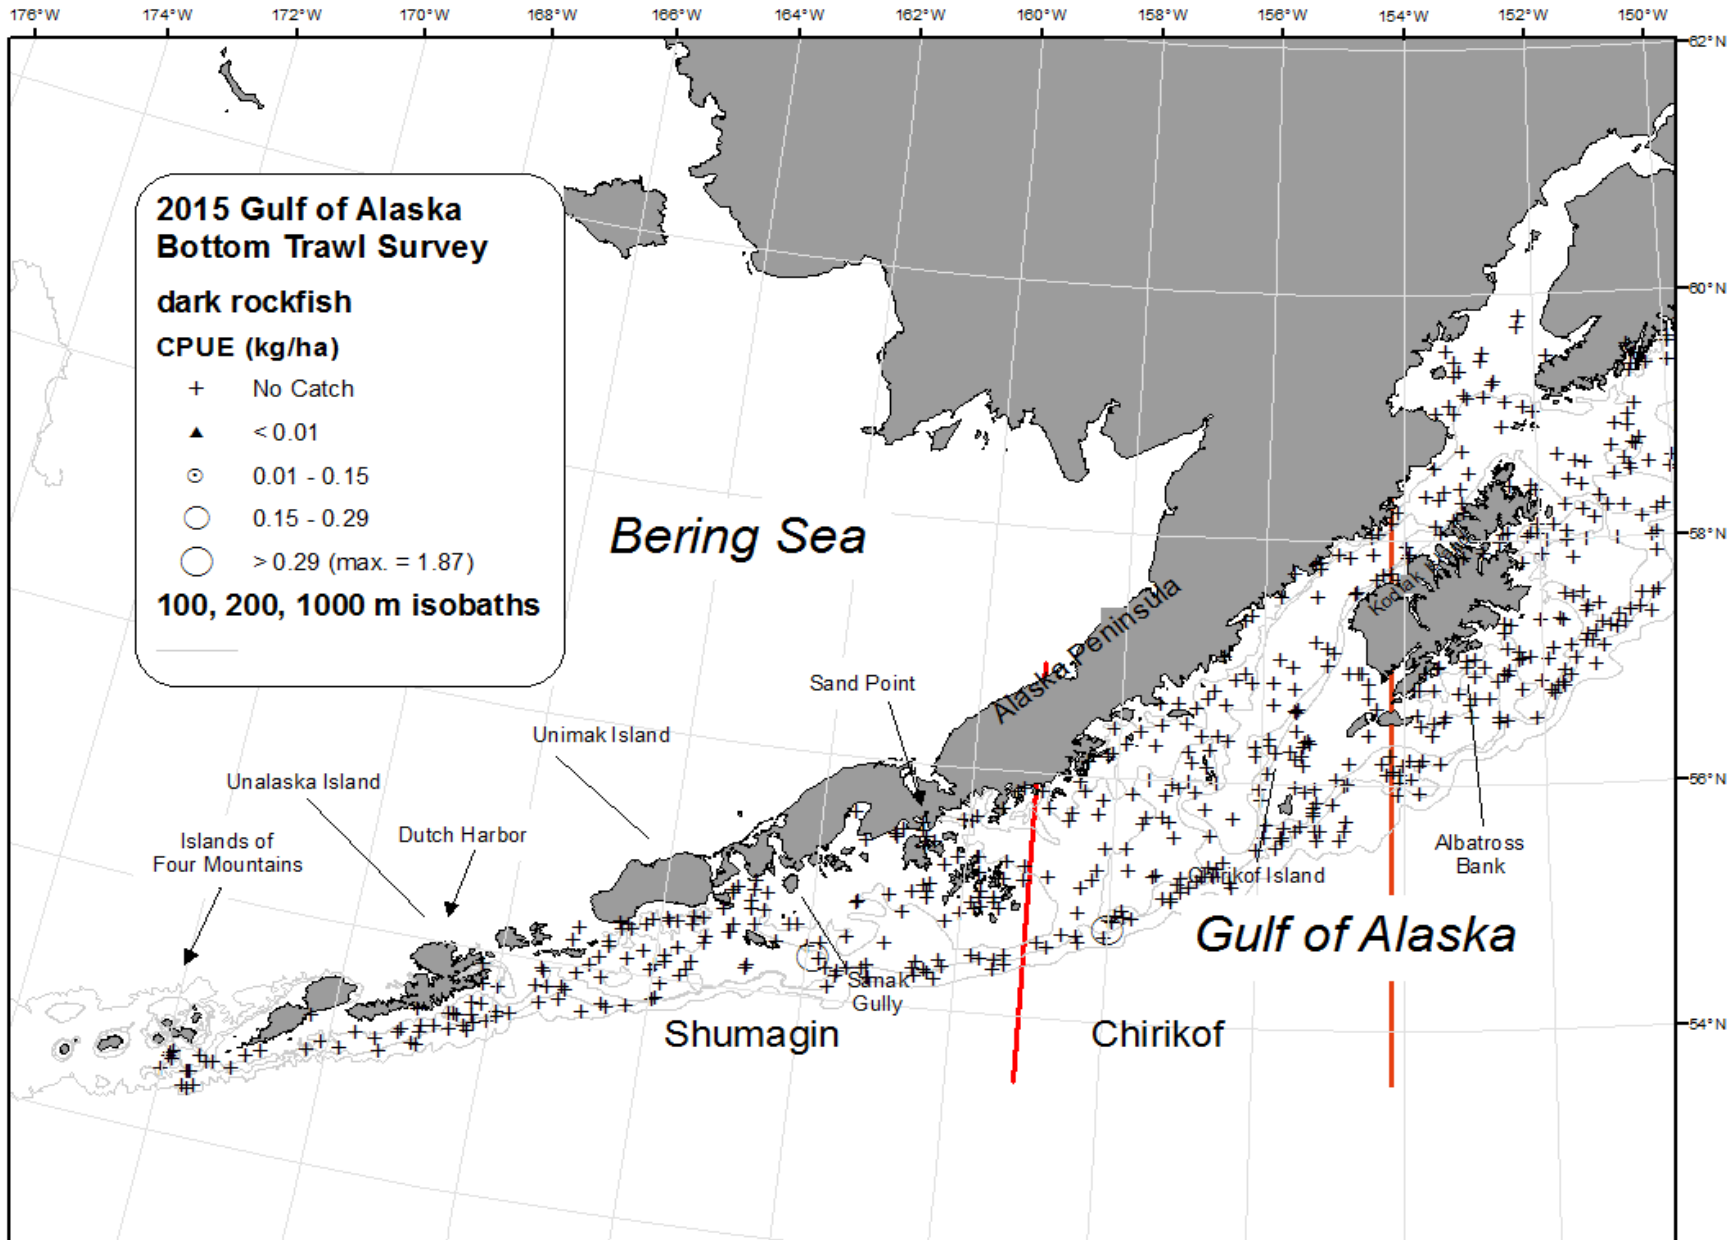 176°W 174°W 172°W 170°W 168°W 166°W 164°W 162°W 160°W 158°W 156°W 154°W 152°W 150°W
62°N
60°N
58°N
56°N
54°N
2015 Gulf of Alaska
Bottom Trawl Survey
dark rockfish
CPUE (kg/ha)
No Catch
< 0.01
0.01 - 0.15
0.15 - 0.29
> 0.29 (max. = 1.87)
100, 200, 1000 m isobaths
Bering Sea
Alaska Peninsula
Kodiak
Sand Point
Unimak Island
Unalaska Island
Dutch Harbor
Islands of
Four Mountains
Albatross
Bank
Chirikof Island
Gulf of Alaska
Sanak
Gully
Shumagin
Chirikof